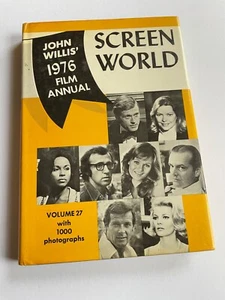 JOHN
WILLIS'
1976
FILM
ANNUAL
SCREEN
WORLD
VOLUME 27
with
1000
photographs